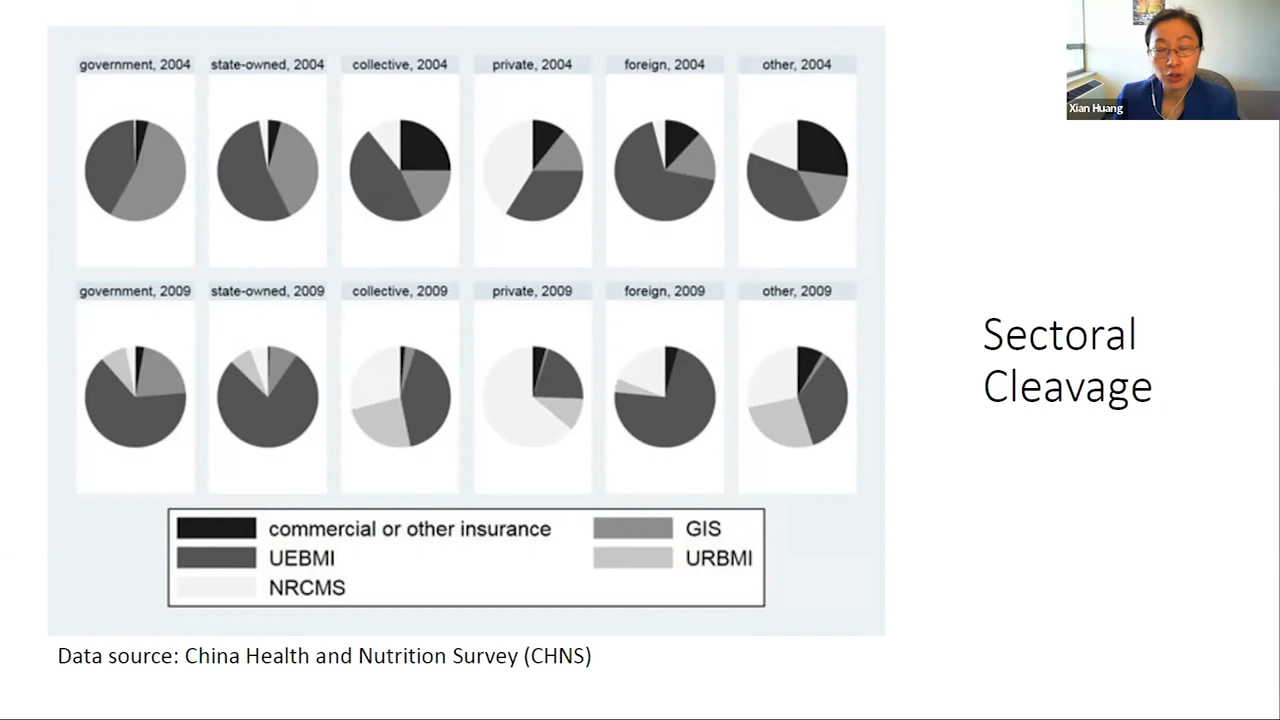 government, 2004 state-owned, 2004 collective, 2004 private, 2004 foreign, 2004 other, 2004
government, 2009 state-owned, 2009 collective, 2009 private, 2009 foreign, 2009 other, 2009
commercial or other insurance GIS
UEBMI URBMI
NRCMS
Data source: China Health and Nutrition Survey (CHNS)
Sectoral
Cleavage
Xian Huang